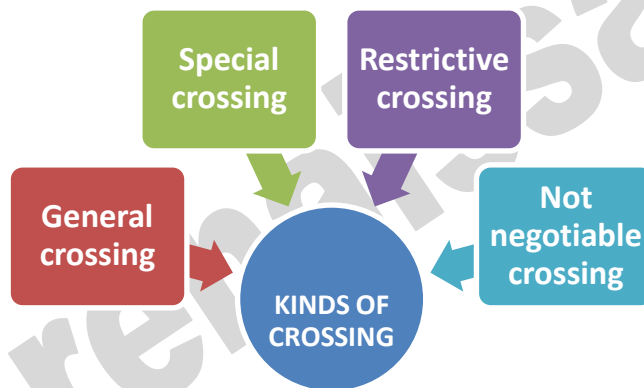 Special
crossing
Restrictive
crossing
General
crossing
Not
negotiable
crossing
KINDS OF
CROSSING